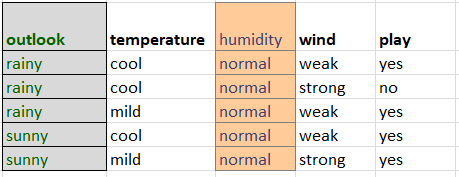 outlook temperature humidity wind play
rainy cool normal weak yes
rainy cool normal strong no
rainy mild normal weak yes
sunny cool normal weak yes
sunny mild normal strong yes